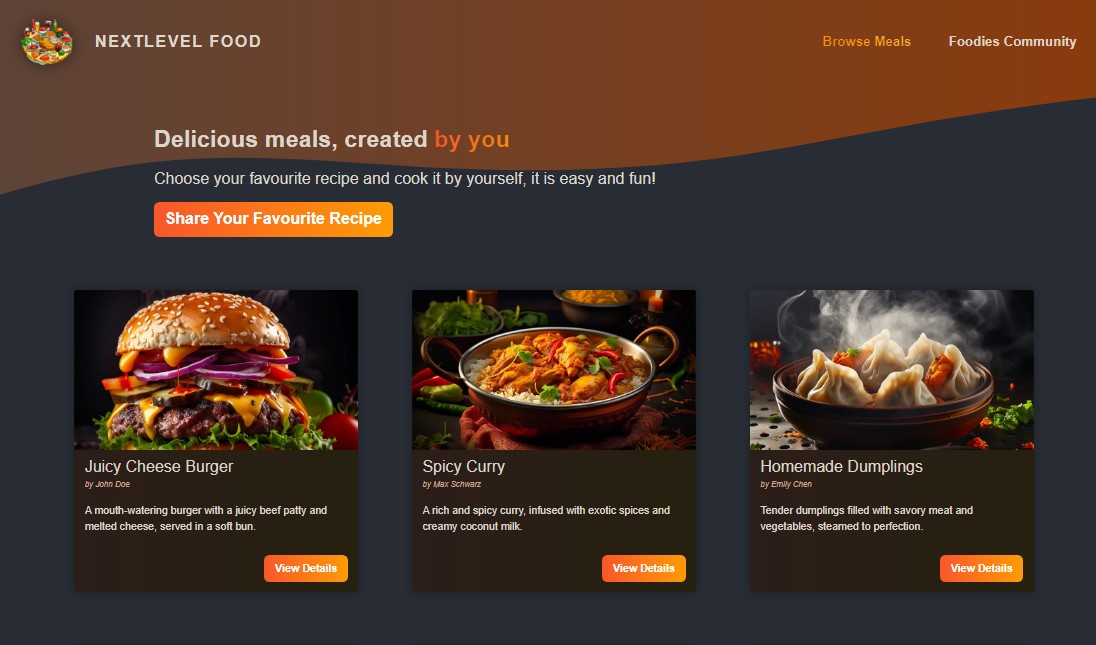 NEXTLEVEL FOOD
Browse Meals
Foodies Community
Delicious meals, created by you
Choose your favourite recipe and cook it by yourself, it is easy and fun!
Share Your Favourite Recipe
Juicy Cheese Burger
by John Doe
A mouth-watering burger with a juicy beef patty and
melted cheese, served in a soft bun.
View Details
Spicy Curry
by Max Schwarz
A rich and spicy curry, infused with exotic spices and
creamy coconut milk.
View Details
Homemade Dumplings
by Emily Chen
Tender dumplings filled with savory meat and
vegetables, steamed to perfection.
View Details